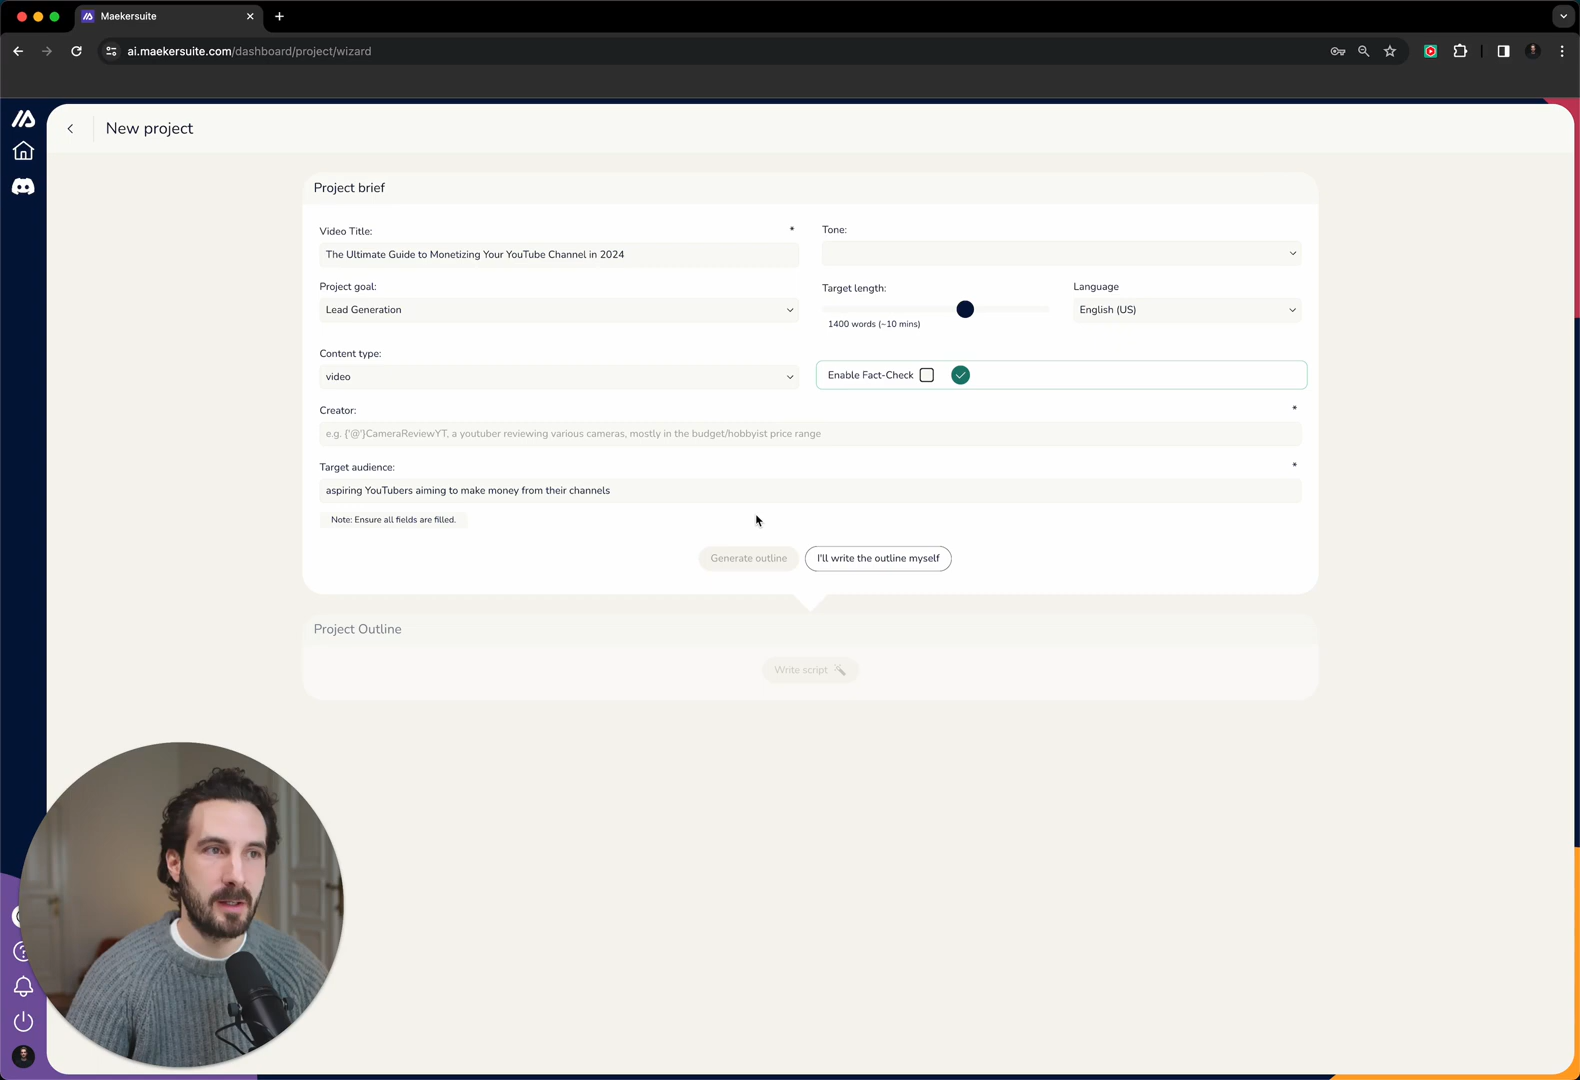 Maekersuite
ai.maekersuite.com/dashboard/project/wizard
New project
Project brief
Video Title: *
Tone:
The Ultimate Guide to Monetizing Your YouTube Channel in 2024
Project goal:
Target length:
Language
Lead Generation
English (US)
1400 words (~10 mins)
Content type:
video
Enable Fact-Check
Creator: *
e.g. {'@'}CameraReviewYT, a youtuber reviewing various cameras, mostly in the budget/hobbyist price range
Target audience: *
aspiring YouTubers aiming to make money from their channels
Note: Ensure all fields are filled.
Generate outline
I'll write the outline myself
Project Outline
Write script